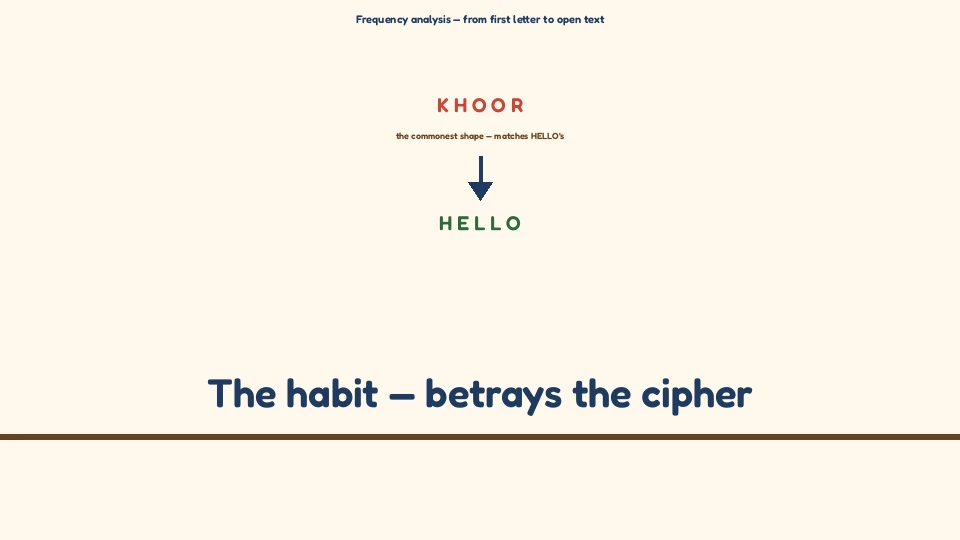 Frequency analysis — from first letter to open text
KHOOR
the commonest shape — matches HELLO's
HELLO
The habit — betrays the cipher